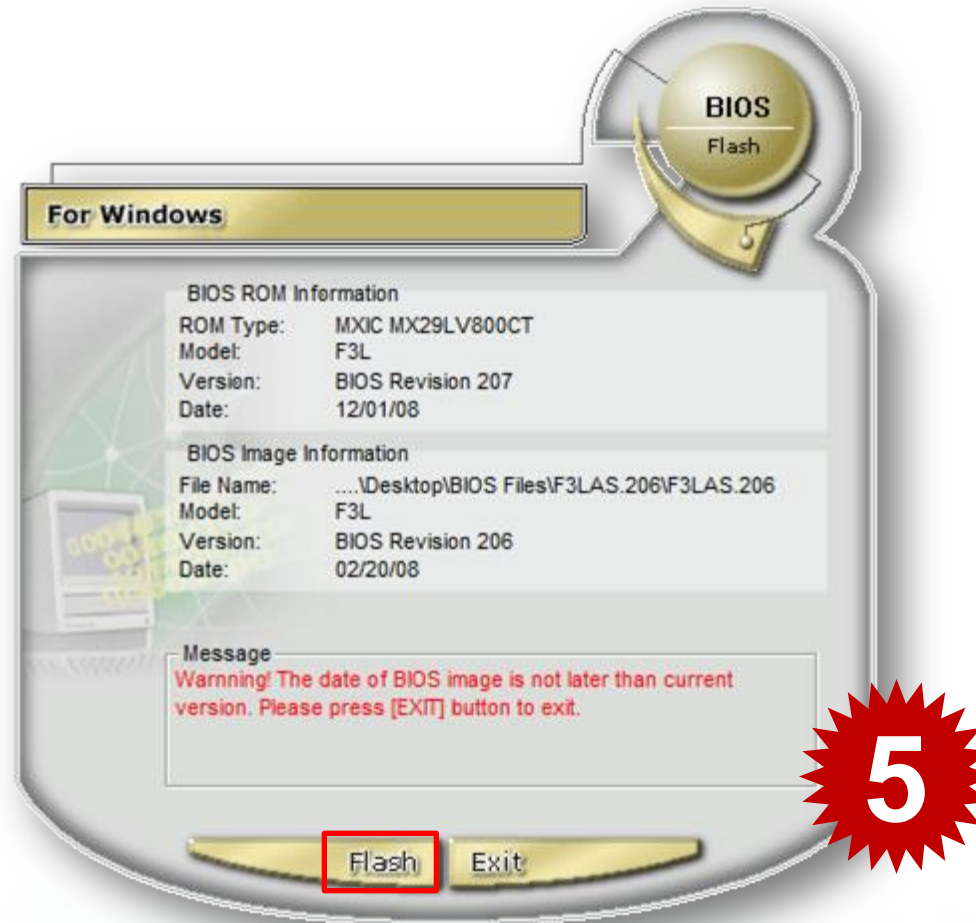 BIOS
Flash
For Windows
BIOS ROM Information
ROM Type: MXIC MX29LV800CT
Model: F3L
Version: BIOS Revision 207
Date: 12/01/08
BIOS Image Information
File Name: ....\Desktop\BIOS Files\F3LAS.206\F3LAS.206
Model: F3L
Version: BIOS Revision 206
Date: 02/20/08
Message
Warnning! The date of BIOS image is not later than current
version. Please press [EXIT] button to exit.
5
Flash Exit